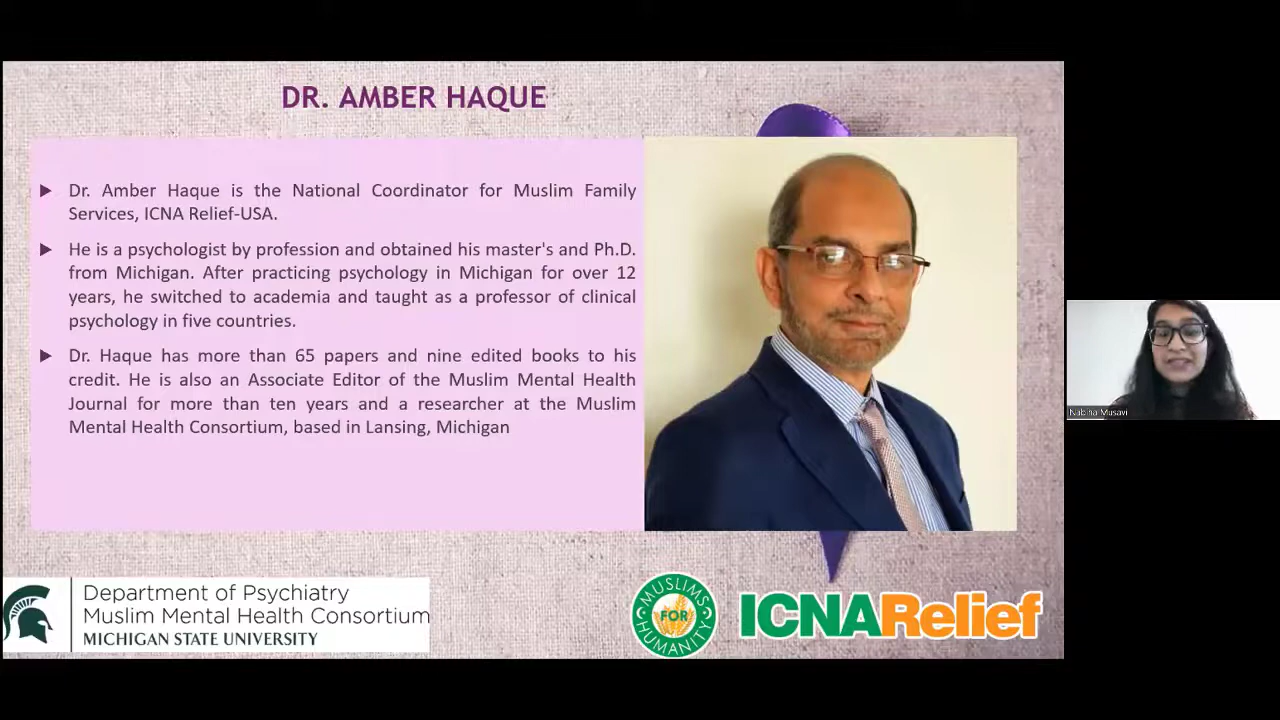 DR. AMBER HAQUE
Dr. Amber Haque is the National Coordinator for Muslim Family
Services, ICNA Relief-USA.
He is a psychologist by profession and obtained his master's and Ph.D.
from Michigan. After practicing psychology in Michigan for over 12
years, he switched to academia and taught as a professor of clinical
psychology in five countries.
Dr. Haque has more than 65 papers and nine edited books to his
credit. He is also an Associate Editor of the Muslim Mental Health
Journal for more than ten years and a researcher at the Muslim
Mental Health Consortium, based in Lansing, Michigan
Nabiha Musavi
Department of Psychiatry
Muslim Mental Health Consortium
MICHIGAN STATE UNIVERSITY
MUSLIMS
FOR
HUMANITY
ICNARelief